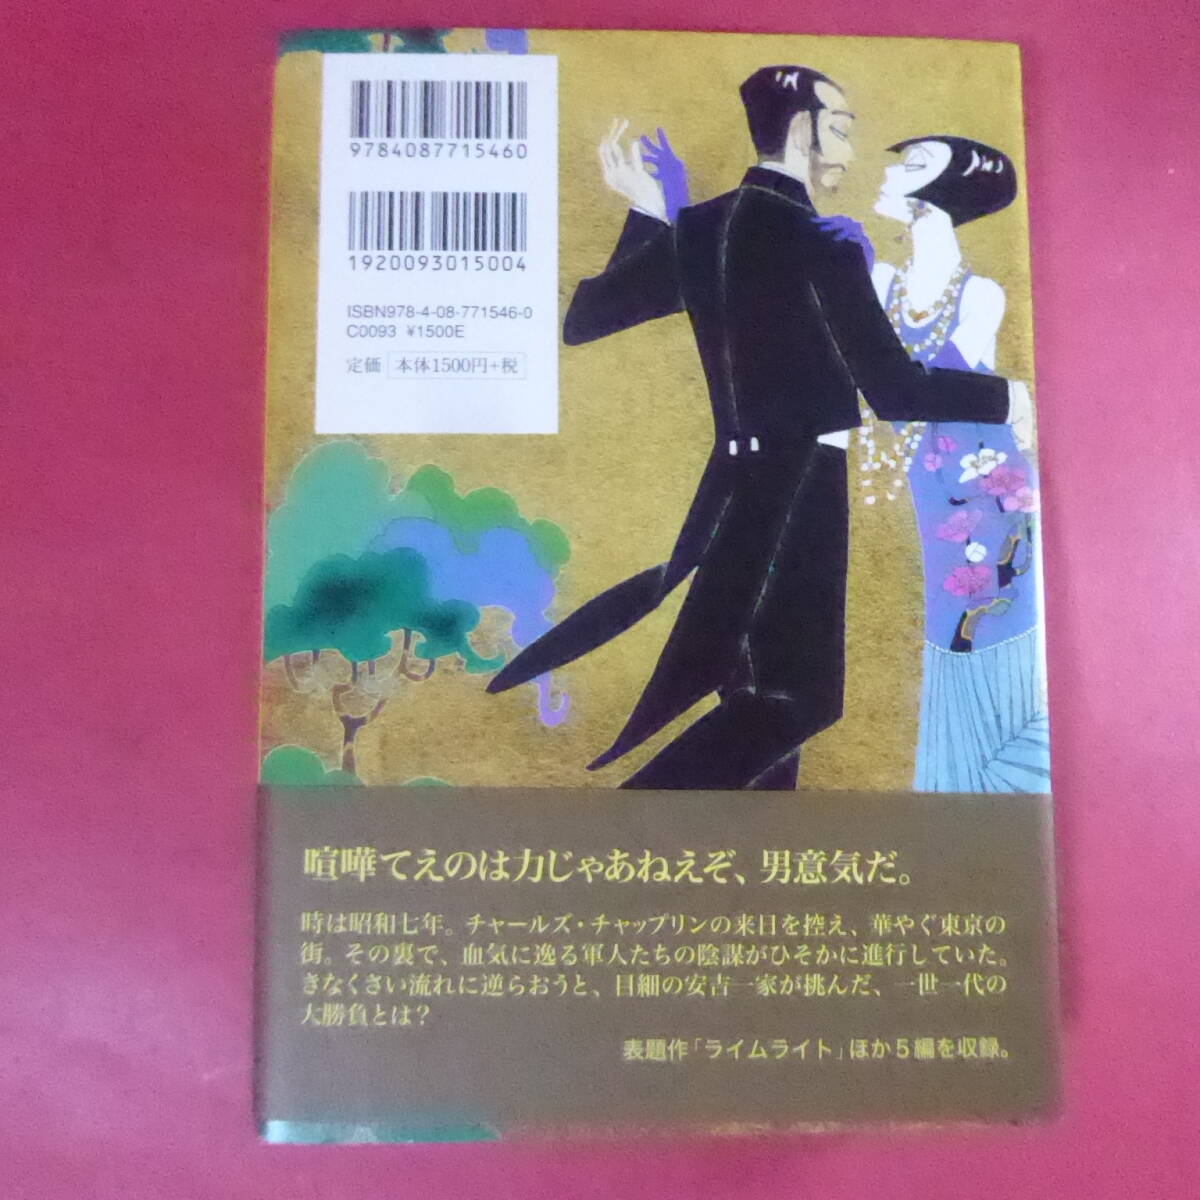 9784087715460
1920093015004
ISBN978-4-08-771546-0
C0093 ¥1500E
定価 本体1500円+税
喧嘩てえのは力じゃあねえぞ、男意気だ。
時は昭和七年。チャールズ・チャップリンの来日を控え、華やぐ東京の
街。その裏で、血気に逸る軍人たちの陰謀がひそかに進行していた。
きなくさい流れに逆らおうと、目細の安吉一家が挑んだ、一世一代の
大勝負とは?
表題作「ライムライト」ほか5編を収録。